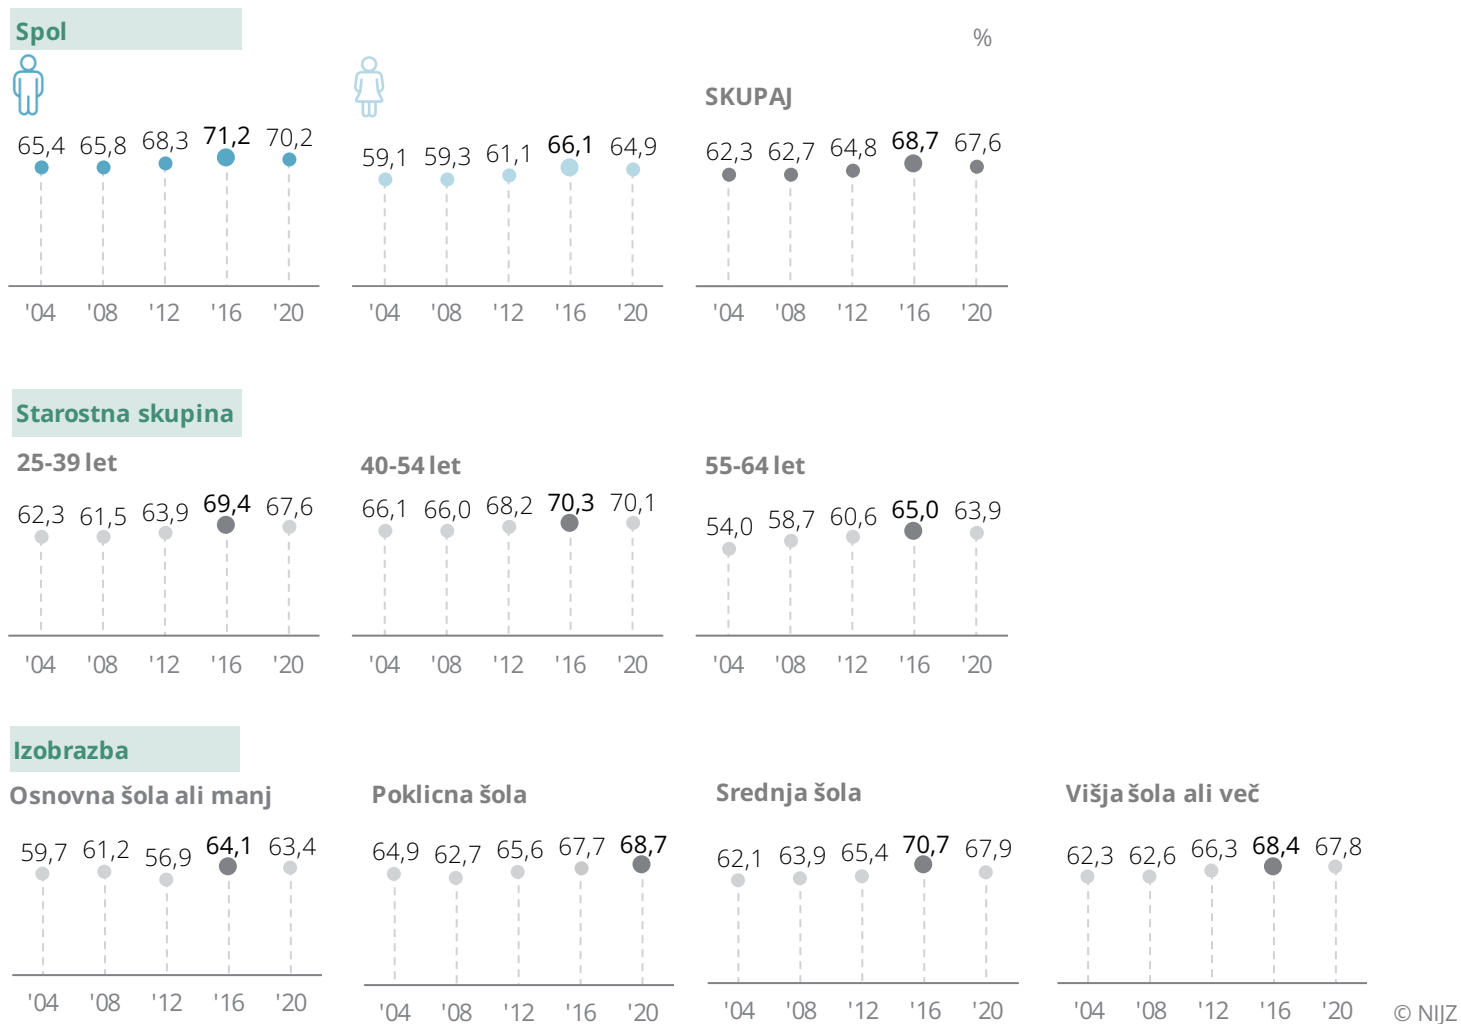 Spol
%
SKUPAJ
65,4 65,8 68,3 71,2 70,2
59,1 59,3 61,1 66,1 64,9
62,3 62,7 64,8 68,7 67,6
'04 '08 '12 '16 '20
'04 '08 '12 '16 '20
'04 '08 '12 '16 '20
Starostna skupina
25-39 let
40-54 let
55-64 let
62,3 61,5 63,9 69,4 67,6
66,1 66,0 68,2 70,3 70,1
54,0 58,7 60,6 65,0 63,9
'04 '08 '12 '16 '20
'04 '08 '12 '16 '20
'04 '08 '12 '16 '20
Izobrazba
Osnovna šola ali manj
Poklicna šola
Srednja šola
Višja šola ali več
59,7 61,2 56,9 64,1 63,4
64,9 62,7 65,6 67,7 68,7
62,1 63,9 65,4 70,7 67,9
62,3 62,6 66,3 68,4 67,8
'04 '08 '12 '16 '20
'04 '08 '12 '16 '20
'04 '08 '12 '16 '20
'04 '08 '12 '16 '20
© NIJZ